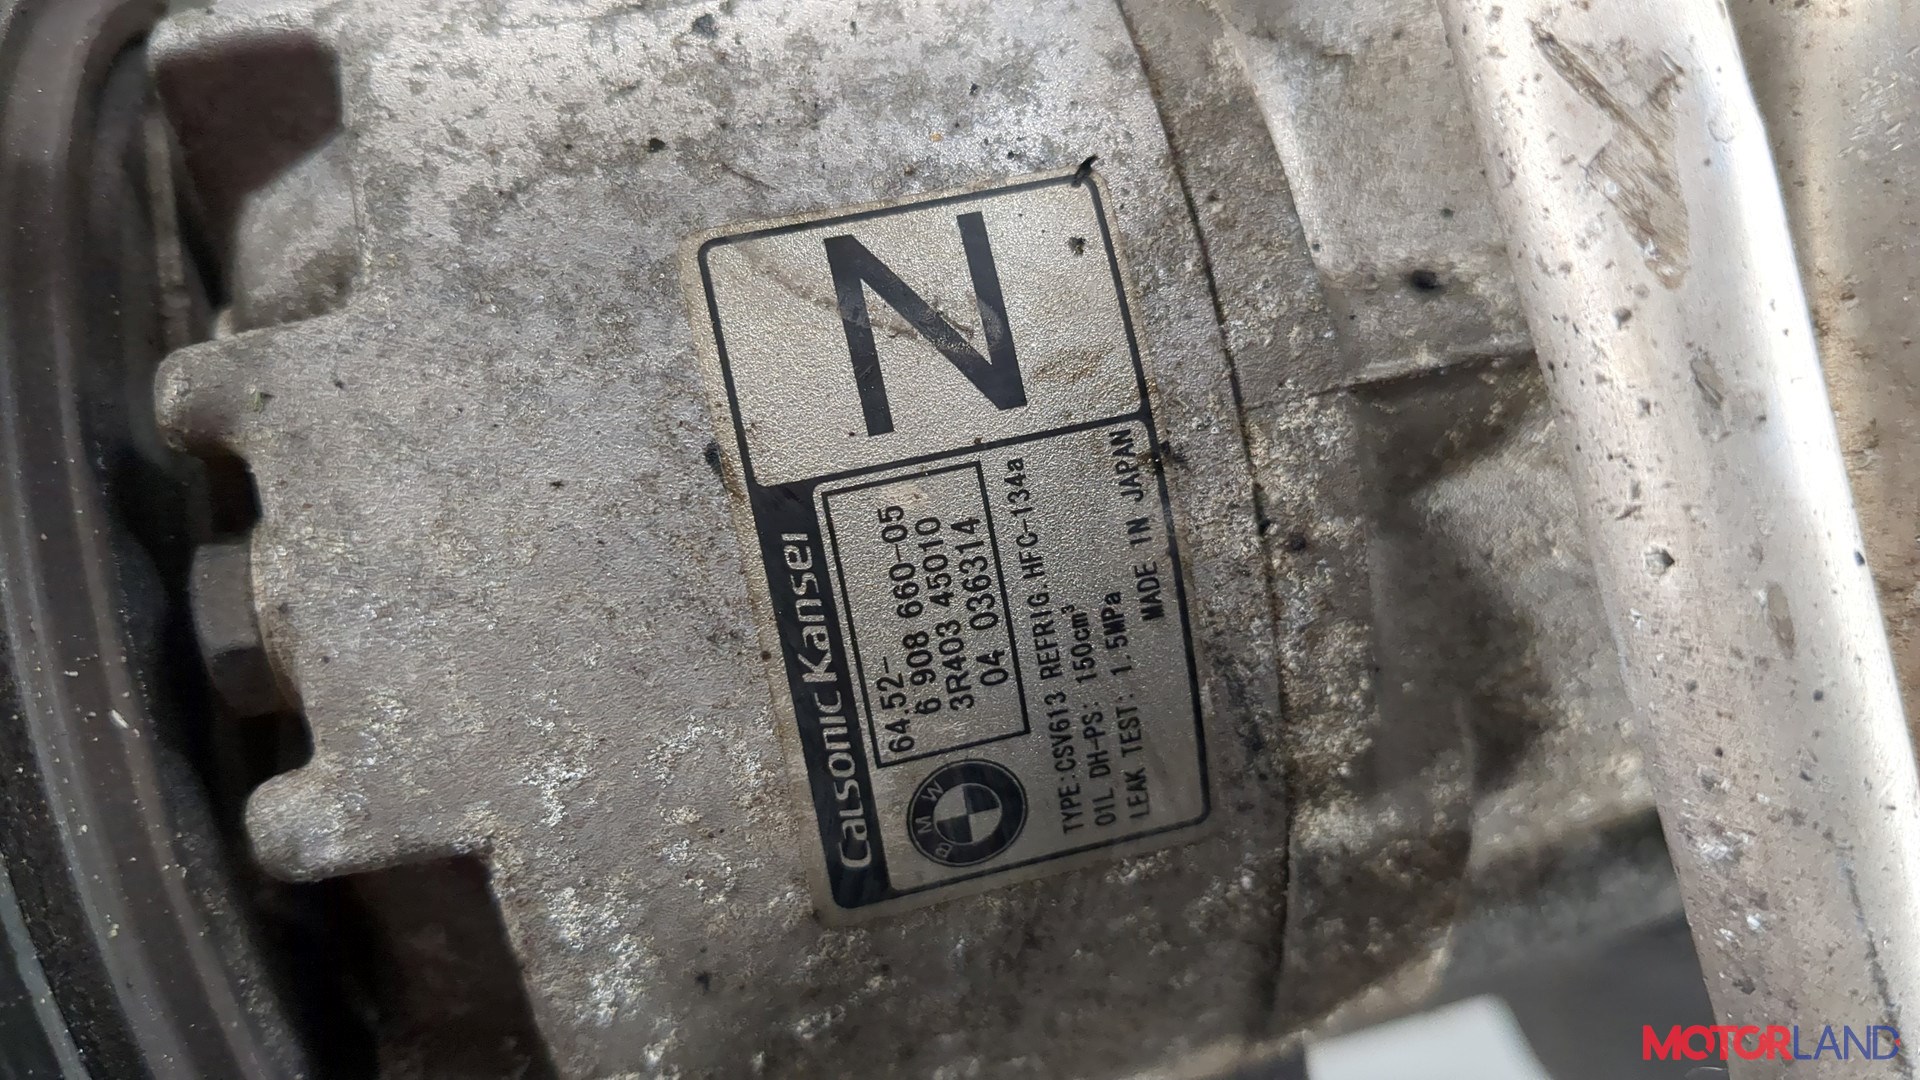 N
Calsonic Kansei
64.52-
6 908 660-05
3R403 45010
04 036314
BMW
TYPE:CSV613 REFRIG.HFC-134a
OIL DH-PS: 150cm³
LEAK TEST: 1.5MPa
MADE IN JAPAN
MOTORLAND